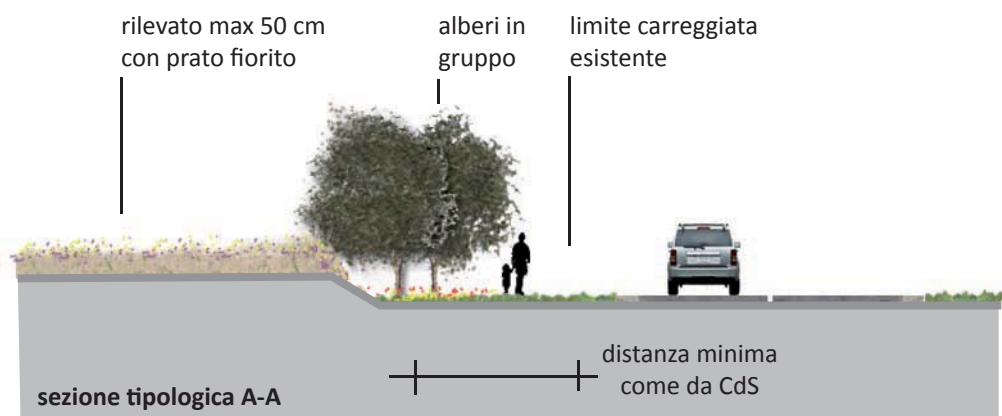 rilevato max 50 cm
con prato fiorito
alberi in
gruppo
limite carreggiata
esistente
distanza minima
come da CdS
sezione tipologica A-A